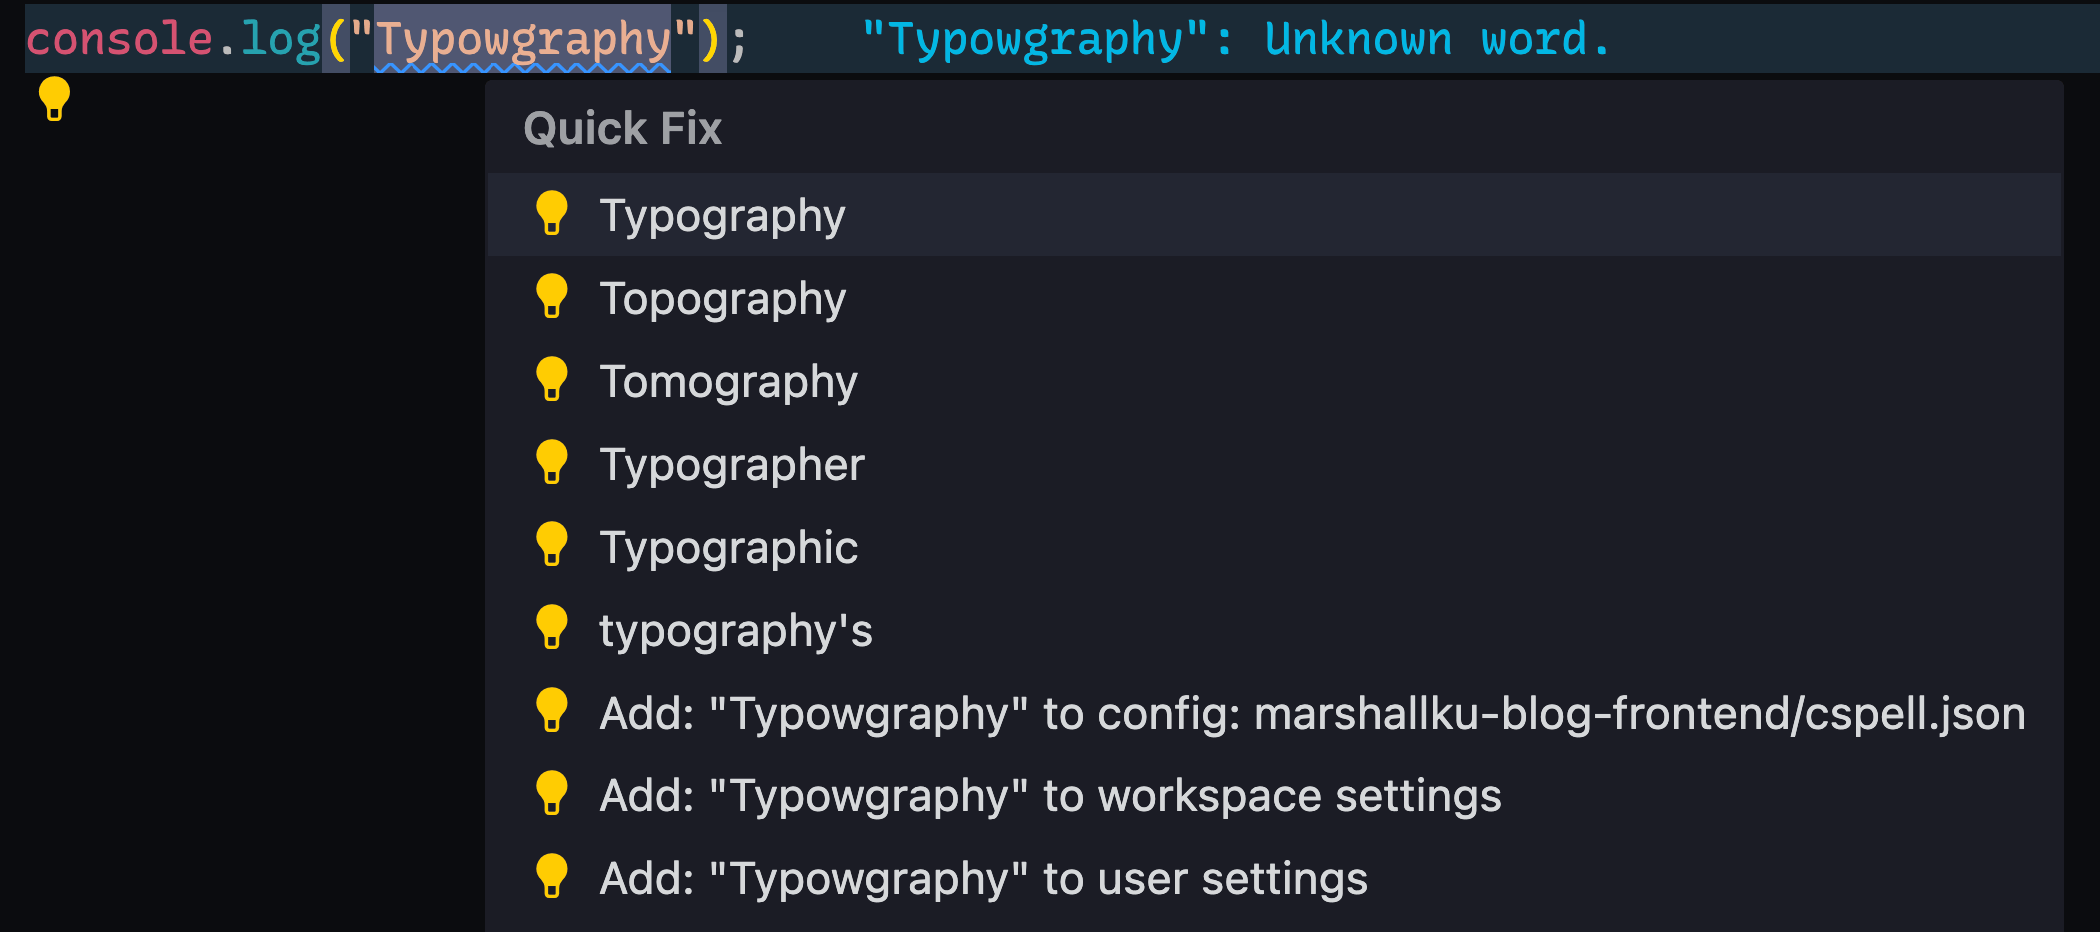 console.log("Typowgraphy");    "Typowgraphy": Unknown word.
Quick Fix
Typography
Topography
Tomography
Typographer
Typographic
typography's
Add: "Typowgraphy" to config: marshallku-blog-frontend/cspell.json
Add: "Typowgraphy" to workspace settings
Add: "Typowgraphy" to user settings